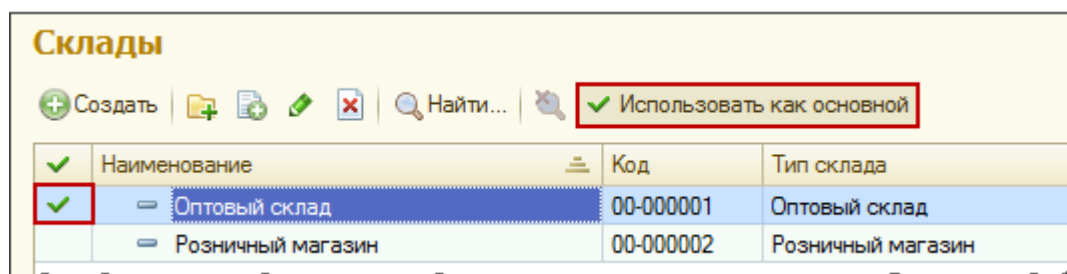 Склады
Создать Найти... Использовать как основной
Наименование Код Тип склада
Оптовый склад 00-000001 Оптовый склад
Розничный магазин 00-000002 Розничный магазин